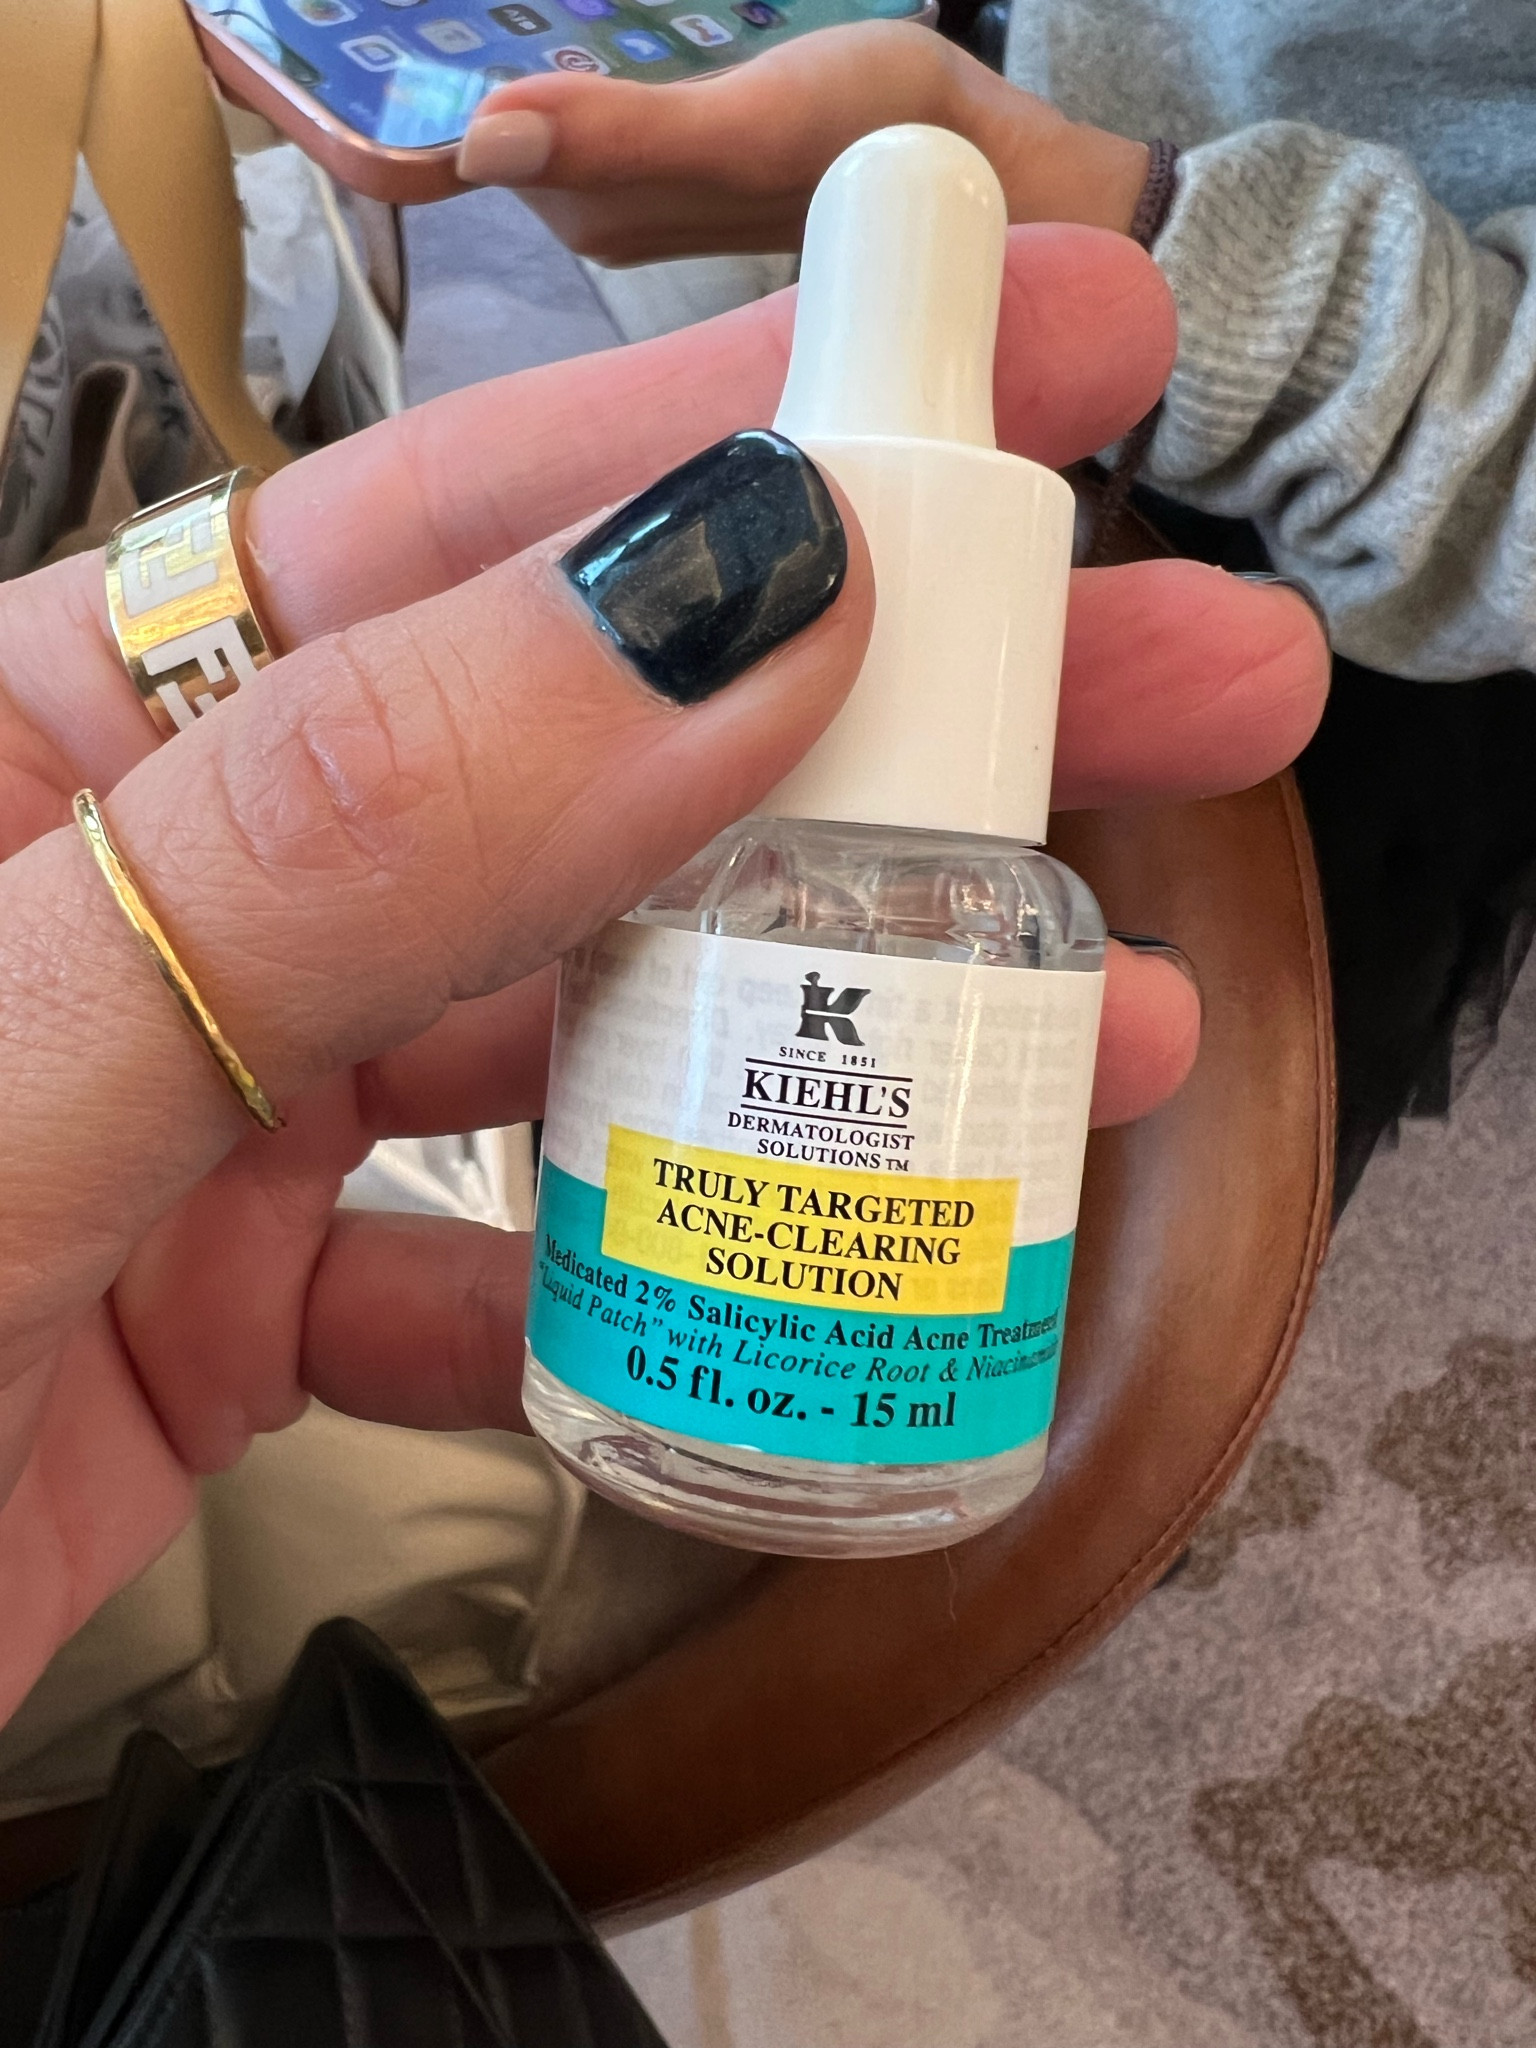 K
SINCE 1851
KIEHL'S
DERMATOLOGIST
SOLUTIONS™
TRULY TARGETED
ACNE-CLEARING
SOLUTION
Medicated 2% Salicylic Acid Acne Treatment
"Liquid Patch" with Licorice Root & Niacinamide
0.5 fl. oz. - 15 ml